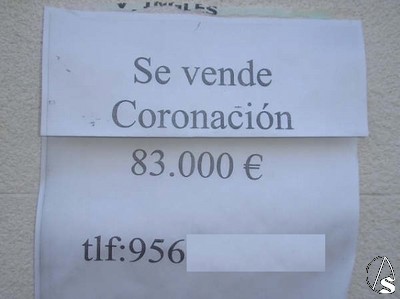 Se vende
Coronación
83.000 €
tlf:956